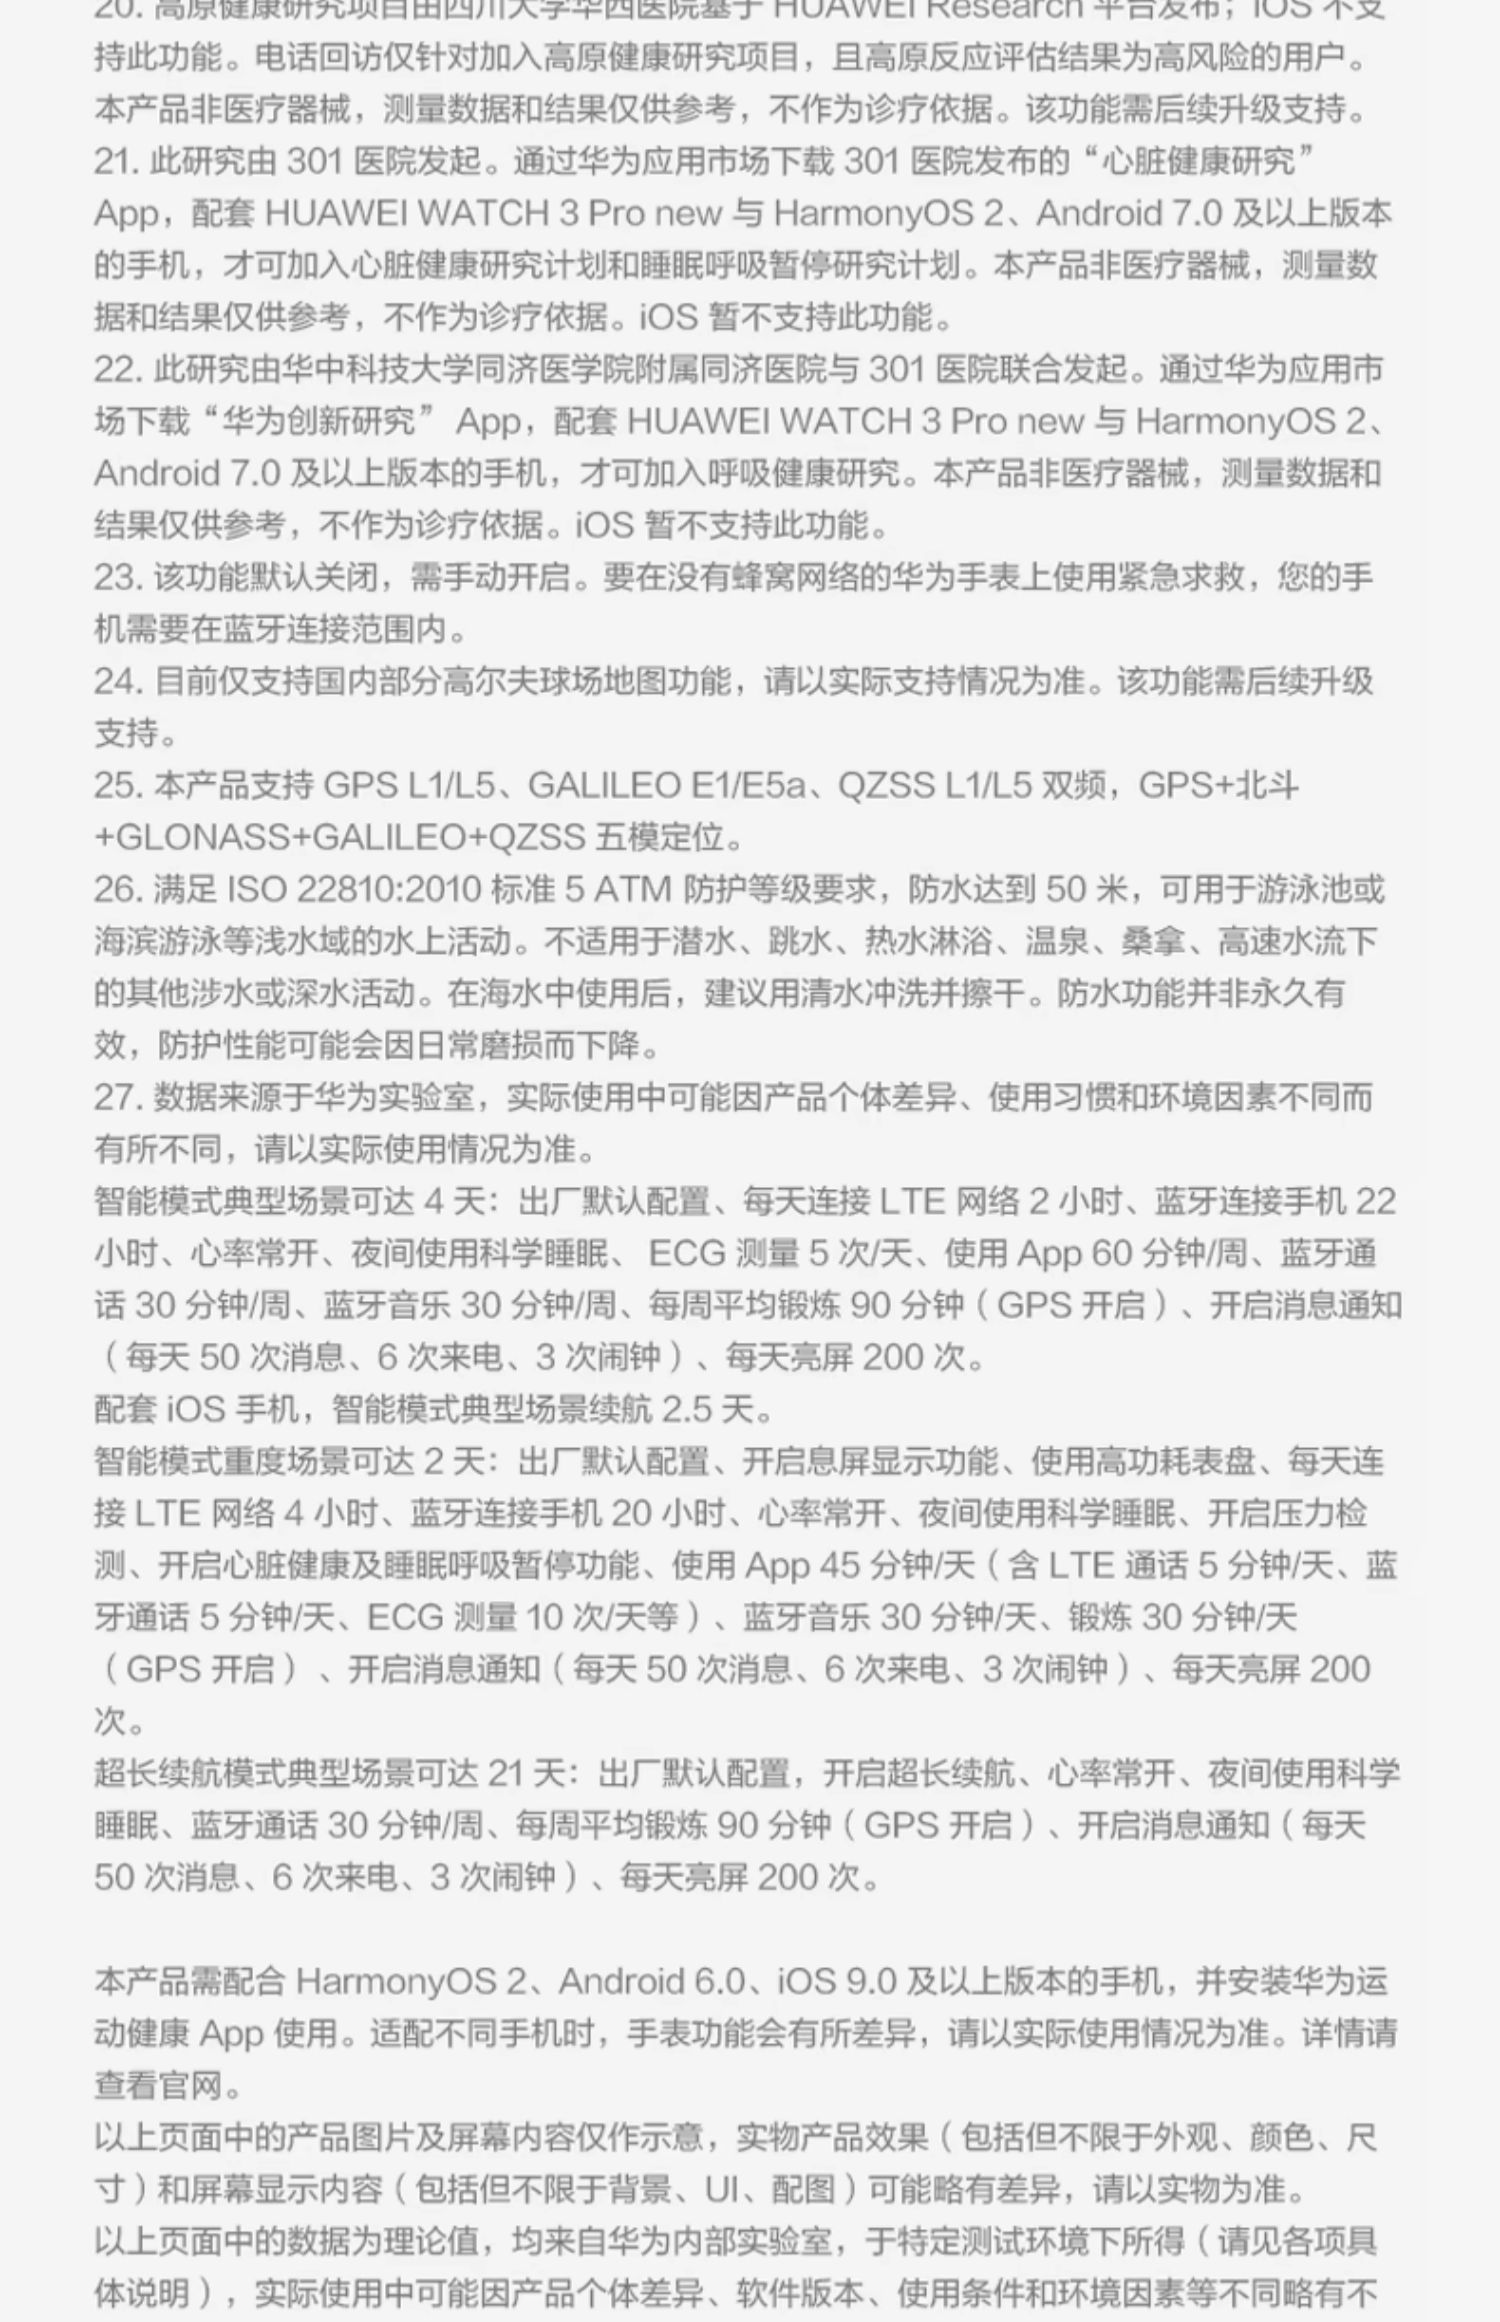 20. 高原健康研究项目由四川大学华西医院基于 HUAWEI Research 平台发布；iOS 不支
持此功能。电话回访仅针对加入高原健康研究项目，且高原反应评估结果为高风险的用户。
本产品非医疗器械，测量数据和结果仅供参考，不作为诊疗依据。该功能需后续升级支持。
21. 此研究由 301 医院发起。通过华为应用市场下载 301 医院发布的“心脏健康研究”
App，配套 HUAWEI WATCH 3 Pro new 与 HarmonyOS 2、Android 7.0 及以上版本
的手机，才可加入心脏健康研究计划和睡眠呼吸暂停研究计划。本产品非医疗器械，测量数
据和结果仅供参考，不作为诊疗依据。iOS 暂不支持此功能。
22. 此研究由华中科技大学同济医学院附属同济医院与 301 医院联合发起。通过华为应用市
场下载“华为创新研究” App，配套 HUAWEI WATCH 3 Pro new 与 HarmonyOS 2、
Android 7.0 及以上版本的手机，才可加入呼吸健康研究。本产品非医疗器械，测量数据和
结果仅供参考，不作为诊疗依据。iOS 暂不支持此功能。
23. 该功能默认关闭，需手动开启。要在没有蜂窝网络的华为手表上使用紧急求救，您的手
机需要在蓝牙连接范围内。
24. 目前仅支持国内部分高尔夫球场地图功能，请以实际支持情况为准。该功能需后续升级
支持。
25. 本产品支持 GPS L1/L5、GALILEO E1/E5a、QZSS L1/L5 双频，GPS+北斗
+GLONASS+GALILEO+QZSS 五模定位。
26. 满足 ISO 22810:2010 标准 5 ATM 防护等级要求，防水达到 50 米，可用于游泳池或
海滨游泳等浅水域的水上活动。不适用于潜水、跳水、热水淋浴、温泉、桑拿、高速水流下
的其他涉水或深水活动。在海水中使用后，建议用清水冲洗并擦干。防水功能并非永久有
效，防护性能可能会因日常磨损而下降。
27. 数据来源于华为实验室，实际使用中可能因产品个体差异、使用习惯和环境因素不同而
有所不同，请以实际使用情况为准。
智能模式典型场景可达 4 天：出厂默认配置、每天连接 LTE 网络 2 小时、蓝牙连接手机 22
小时、心率常开、夜间使用科学睡眠、 ECG 测量 5 次/天、使用 App 60 分钟/周、蓝牙通
话 30 分钟/周、蓝牙音乐 30 分钟/周、每周平均锻炼 90 分钟（GPS 开启）、开启消息通知
（每天 50 次消息、6 次来电、3 次闹钟）、每天亮屏 200 次。
配套 iOS 手机，智能模式典型场景续航 2.5 天。
智能模式重度场景可达 2 天：出厂默认配置、开启息屏显示功能、使用高功耗表盘、每天连
接 LTE 网络 4 小时、蓝牙连接手机 20 小时、心率常开、夜间使用科学睡眠、开启压力检
测、开启心脏健康及睡眠呼吸暂停功能、使用 App 45 分钟/天（含 LTE 通话 5 分钟/天、蓝
牙通话 5 分钟/天、ECG 测量 10 次/天等）、蓝牙音乐 30 分钟/天、锻炼 30 分钟/天
（GPS 开启）、开启消息通知（每天 50 次消息、6 次来电、3 次闹钟）、每天亮屏 200
次。
超长续航模式典型场景可达 21 天：出厂默认配置，开启超长续航、心率常开、夜间使用科学
睡眠、蓝牙通话 30 分钟/周、每周平均锻炼 90 分钟（GPS 开启）、开启消息通知（每天
50 次消息、6 次来电、3 次闹钟）、每天亮屏 200 次。
本产品需配合 HarmonyOS 2、Android 6.0、iOS 9.0 及以上版本的手机，并安装华为运
动健康 App 使用。适配不同手机时，手表功能会有所差异，请以实际使用情况为准。详情请
查看官网。
以上页面中的产品图片及屏幕内容仅作示意，实物产品效果（包括但不限于外观、颜色、尺
寸）和屏幕显示内容（包括但不限于背景、UI、配图）可能略有差异，请以实物为准。
以上页面中的数据为理论值，均来自华为内部实验室，于特定测试环境下所得（请见各项具
体说明），实际使用中可能因产品个体差异、软件版本、使用条件和环境因素等不同略有不